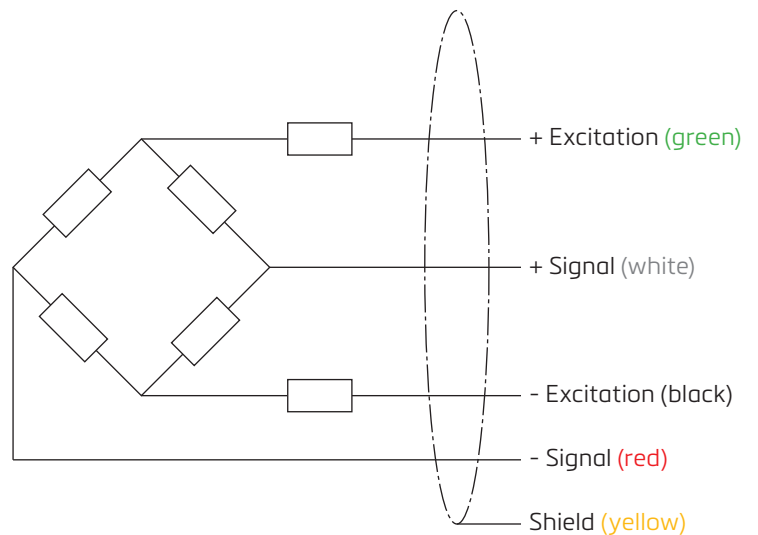 + Excitation (green)
+ Signal (white)
- Excitation (black)
- Signal (red)
Shield (yellow)